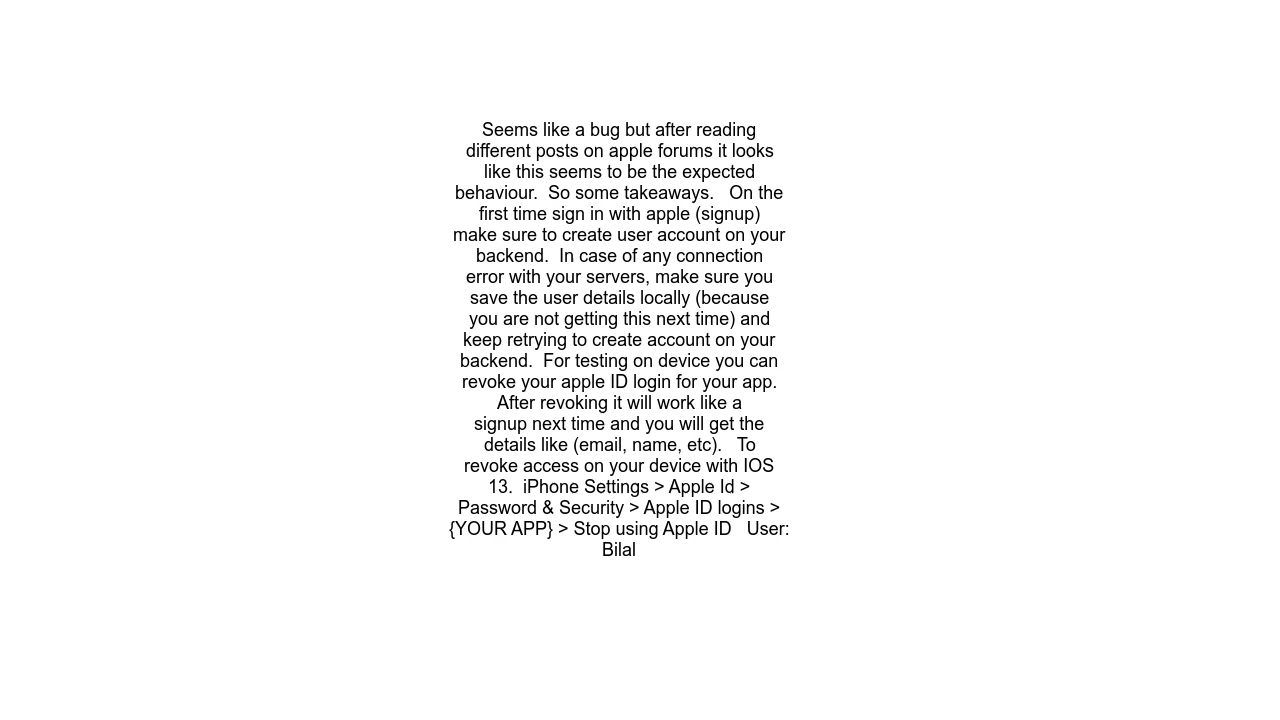 Seems like a bug but after reading
different posts on apple forums it looks
like this seems to be the expected
behaviour.  So some takeaways.   On the
first time sign in with apple (signup)
make sure to create user account on your
backend.  In case of any connection
error with your servers, make sure you
save the user details locally (because
you are not getting this next time) and
keep retrying to create account on your
backend.  For testing on device you can
revoke your apple ID login for your app.
After revoking it will work like a
signup next time and you will get the
details like (email, name, etc).   To
revoke access on your device with IOS
13.  iPhone Settings > Apple Id >
Password & Security > Apple ID logins >
{YOUR APP} > Stop using Apple ID   User:
Bilal